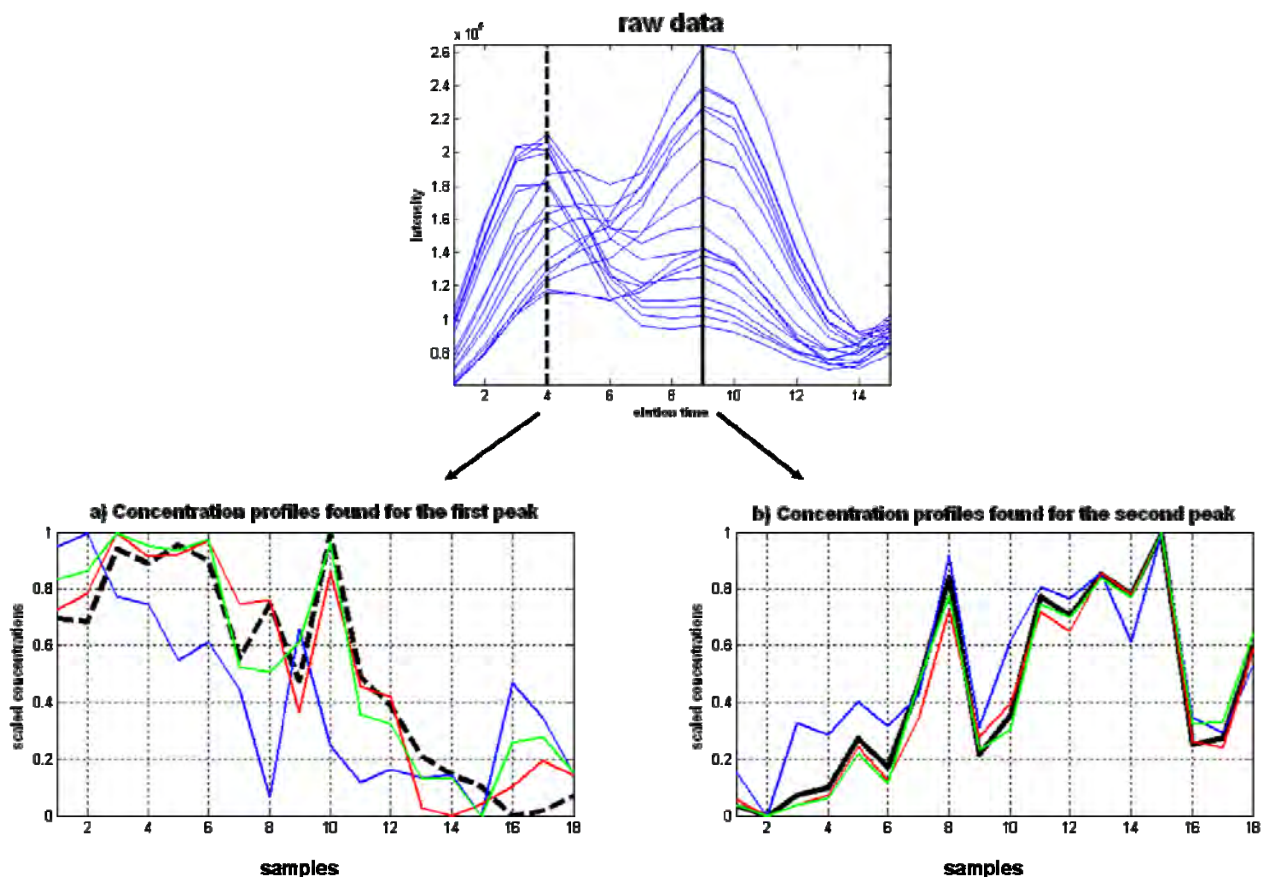 raw data
x 10⁶
2.6
2.4
2.2
2
1.8
1.6
1.4
1.2
1
0.8
Intensity
2 4 6 8 10 12 14
elution time
a) Concentration profiles found for the first peak
1
0.8
0.6
0.4
0.2
0
scaled concentrations
2 4 6 8 10 12 14 16 18
samples
b) Concentration profiles found for the second peak
1
0.8
0.6
0.4
0.2
0
scaled concentrations
2 4 6 8 10 12 14 16 18
samples